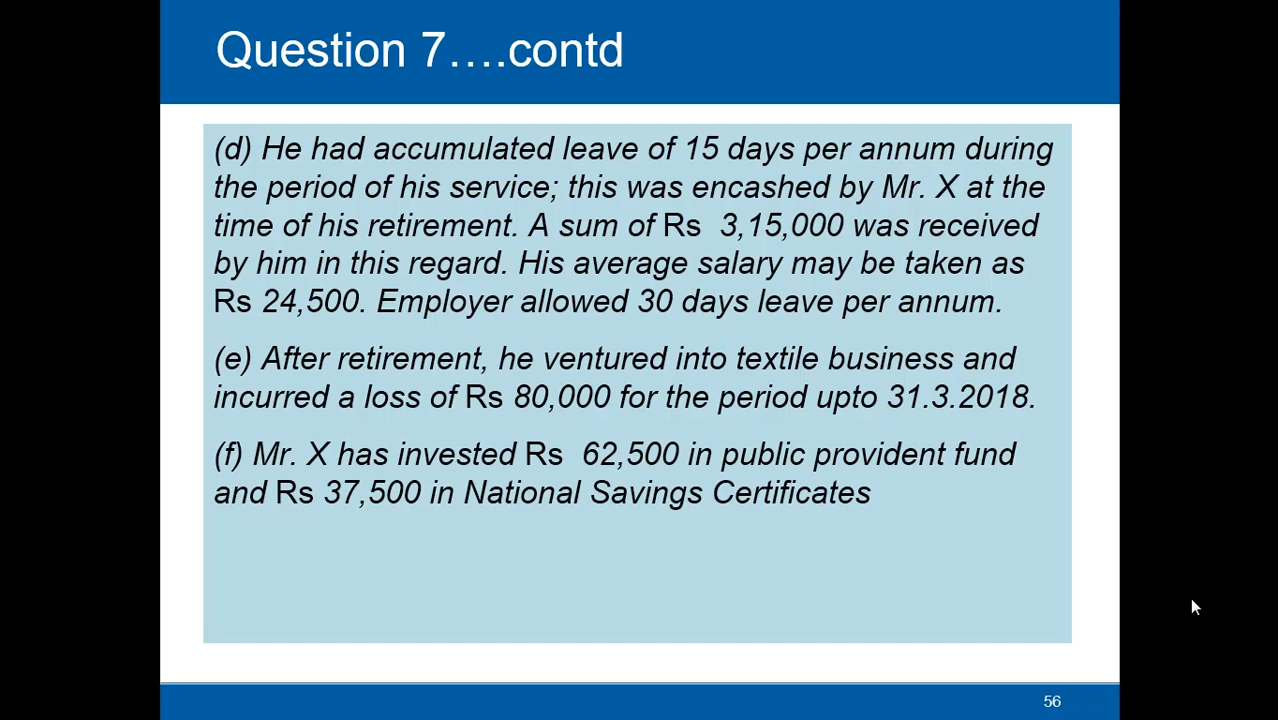 Question 7….contd
(d) He had accumulated leave of 15 days per annum during
the period of his service; this was encashed by Mr. X at the
time of his retirement. A sum of Rs 3,15,000 was received
by him in this regard. His average salary may be taken as
Rs 24,500. Employer allowed 30 days leave per annum.
(e) After retirement, he ventured into textile business and
incurred a loss of Rs 80,000 for the period upto 31.3.2018.
(f) Mr. X has invested Rs 62,500 in public provident fund
and Rs 37,500 in National Savings Certificates
56